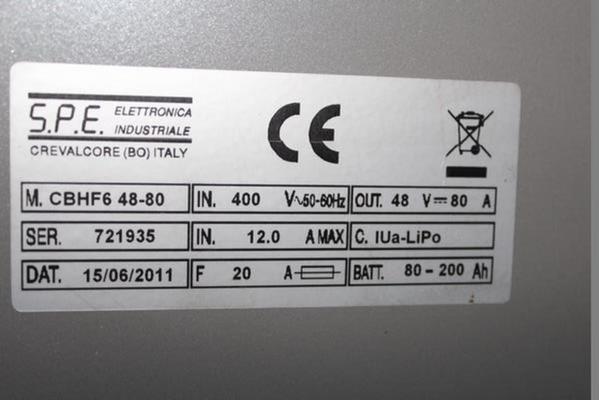 S.P.E. ELETTRONICA INDUSTRIALE
CREVALCORE (BO) ITALY
CE
M. CBHF6 48-80 IN. 400 V~50-60Hz OUT. 48 V⎓80 A
SER. 721935 IN. 12.0 A MAX C. IUa-LiPo
DAT. 15/06/2011 F 20 A BATT. 80-200 Ah